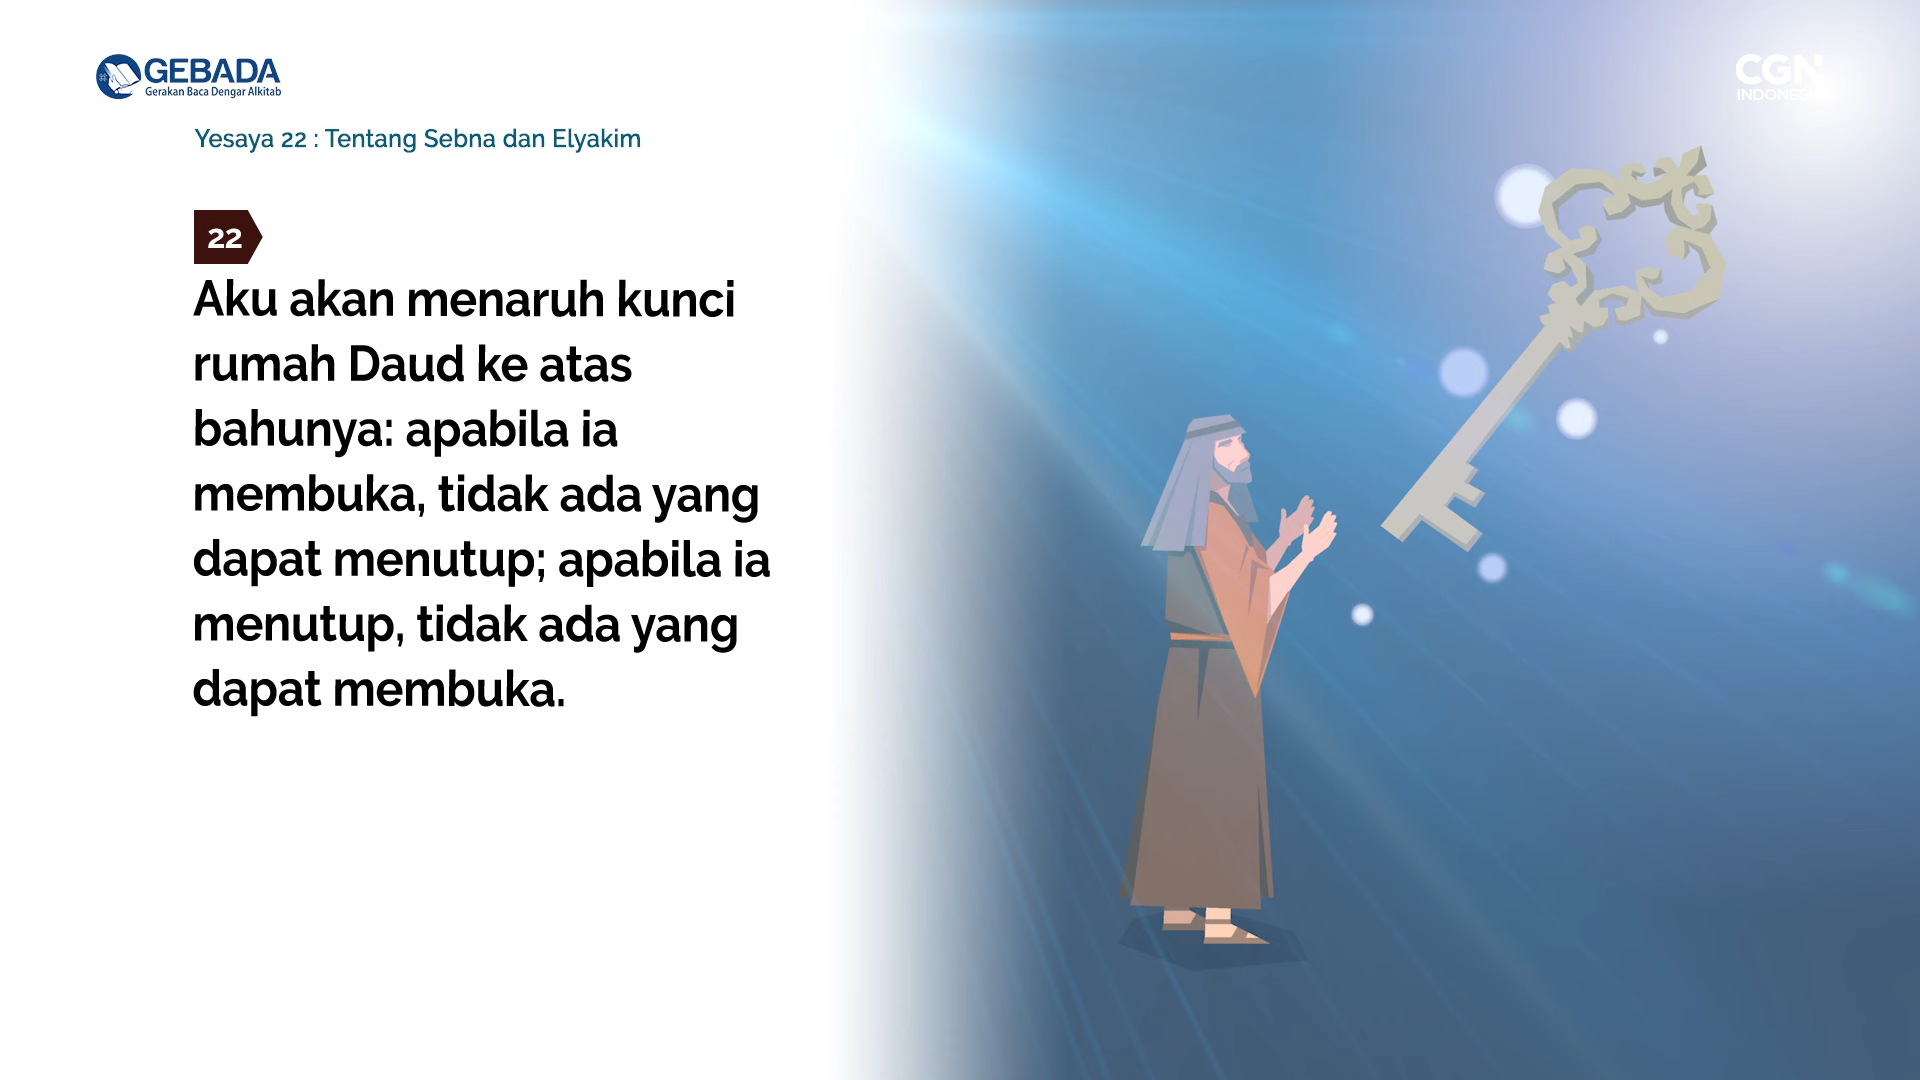 GEBADA
Gerakan Baca Dengar Alkitab
CGN
INDONESIA
Yesaya 22 : Tentang Sebna dan Elyakim
22
Aku akan menaruh kunci
rumah Daud ke atas
bahunya: apabila ia
membuka, tidak ada yang
dapat menutup; apabila ia
menutup, tidak ada yang
dapat membuka.